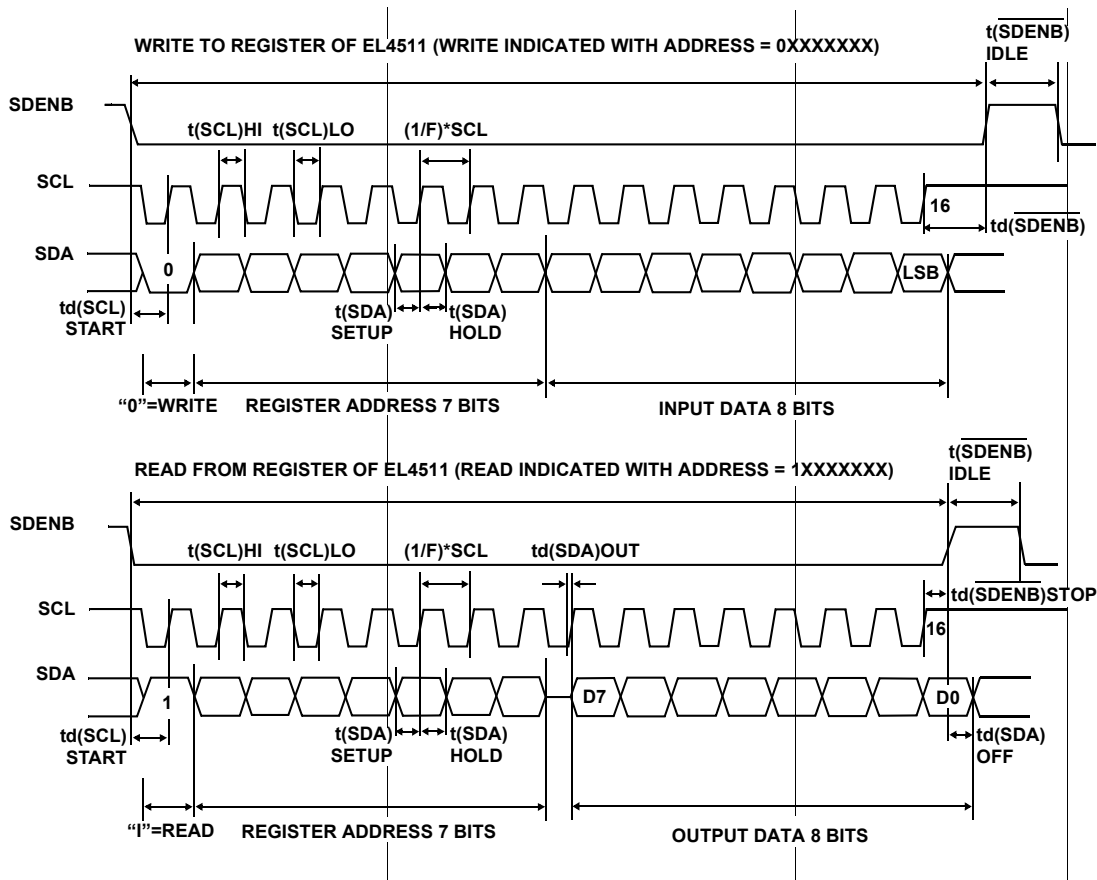 WRITE TO REGISTER OF EL4511 (WRITE INDICATED WITH ADDRESS = 0XXXXXXX)
t(SDENB)
IDLE
SDENB
t(SCL)HI t(SCL)LO (1/F)*SCL
SCL
16
td(SDENB)
SDA
0
LSB
td(SCL)
START
t(SDA)
SETUP
t(SDA)
HOLD
“0”=WRITE REGISTER ADDRESS 7 BITS INPUT DATA 8 BITS
READ FROM REGISTER OF EL4511 (READ INDICATED WITH ADDRESS = 1XXXXXXX)
t(SDENB)
IDLE
SDENB
t(SCL)HI t(SCL)LO (1/F)*SCL td(SDA)OUT
td(SDENB)STOP
SCL
16
SDA
1 D7 D0
td(SCL)
START
t(SDA)
SETUP
t(SDA)
HOLD
td(SDA)
OFF
“I”=READ REGISTER ADDRESS 7 BITS OUTPUT DATA 8 BITS